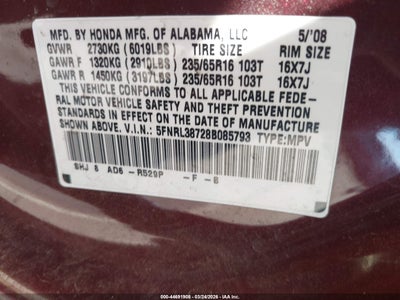 MFD. BY HONDA MFG. OF ALABAMA, LLC 5/'08
GVWR 2730KG (6019LBS) TIRE SIZE RIM SIZE
GAWR F 1320KG (2910LBS) 235/65R16 103T 16X7J
GAWR R 1450KG (3197LBS) 235/65R16 103T 16X7J
THIS VEHICLE CONFORMS TO ALL APPLICABLE FEDE-
RAL MOTOR VEHICLE SAFETY AND THEFT PREVENTION
STANDARDS IN EFFECT ON THE DATE OF MANUFACTURE
SHOWN ABOVE. V.I.N.: 5FNRL38728B085793 TYPE:MPV
SHJ 8 AD6 -R529P -F -B
000-44691908 - 03/24/2026 - IAA, Inc.